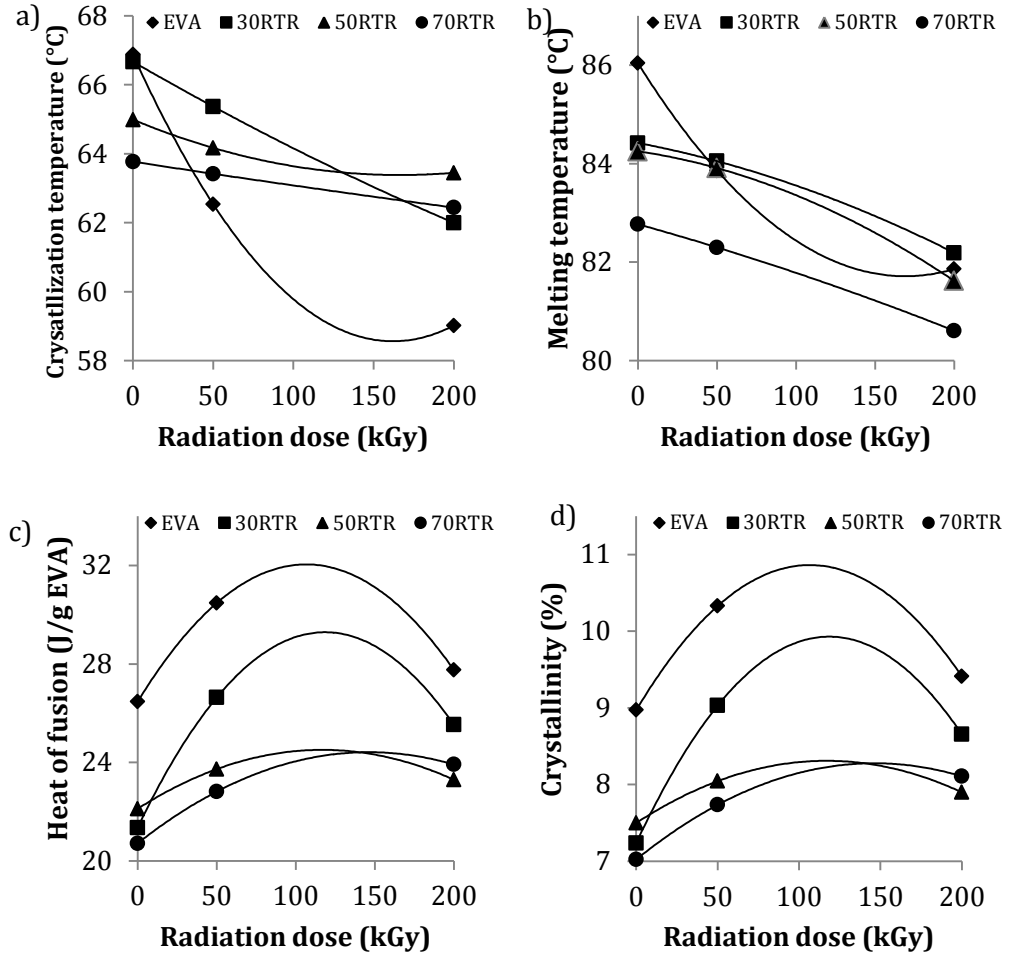 a)
EVA 30RTR 50RTR 70RTR
Crysatllization temperature (°C)
68
66
64
62
60
58
0 50 100 150 200
Radiation dose (kGy)
b)
EVA 30RTR 50RTR 70RTR
Melting temperature (°C)
86
84
82
80
0 50 100 150 200
Radiation dose (kGy)
c)
EVA 30RTR 50RTR 70RTR
Heat of fusion (J/g EVA)
32
28
24
20
0 50 100 150 200
Radiation dose (kGy)
d)
EVA 30RTR 50RTR 70RTR
Crystallinity (%)
11
10
9
8
7
0 50 100 150 200
Radiation dose (kGy)